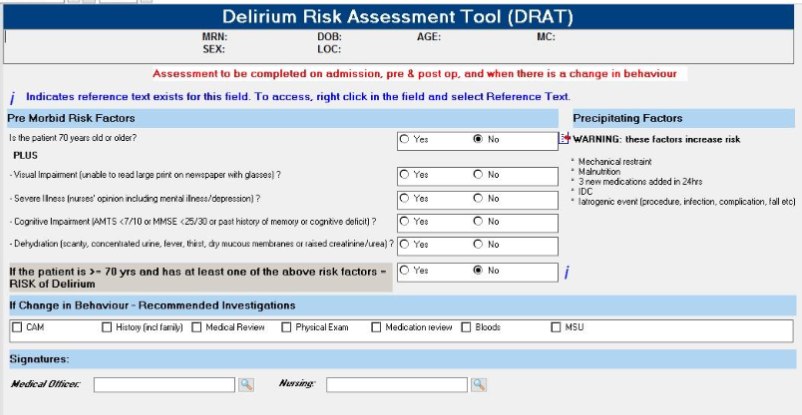 Delirium Risk Assessment Tool (DRAT)
MRN: DOB: AGE: MC:
SEX: LOC:
Assessment to be completed on admission, pre & post op, and when there is a change in behaviour
i Indicates reference text exists for this field. To access, right click in the field and select Reference Text.
Pre Morbid Risk Factors
Is the patient 70 years old or older? Yes No
PLUS
- Visual Impairment (unable to read large print on newspaper with glasses) ? Yes No
- Severe Illness (nurses' opinion including mental illness/depression) ? Yes No
- Cognitive Impairment (AMTS <7/10 or MMSE <25/30 or past history of memory or cognitive deficit) ? Yes No
- Dehydration (scanty, concentrated urine, fever, thirst, dry mucous membranes or raised creatinine/urea) ? Yes No
If the patient is >= 70 yrs and has at least one of the above risk factors = Yes No i
RISK of Delirium
Precipitating Factors
WARNING: these factors increase risk
* Mechanical restraint
* Malnutrition
* 3 new medications added in 24hrs
* IDC
* Iatrogenic event (procedure, infection, complication, fall etc)
If Change in Behaviour - Recommended Investigations
CAM History (incl family) Medical Review Physical Exam Medication review Bloods MSU
Signatures:
Medical Officer: Nursing: